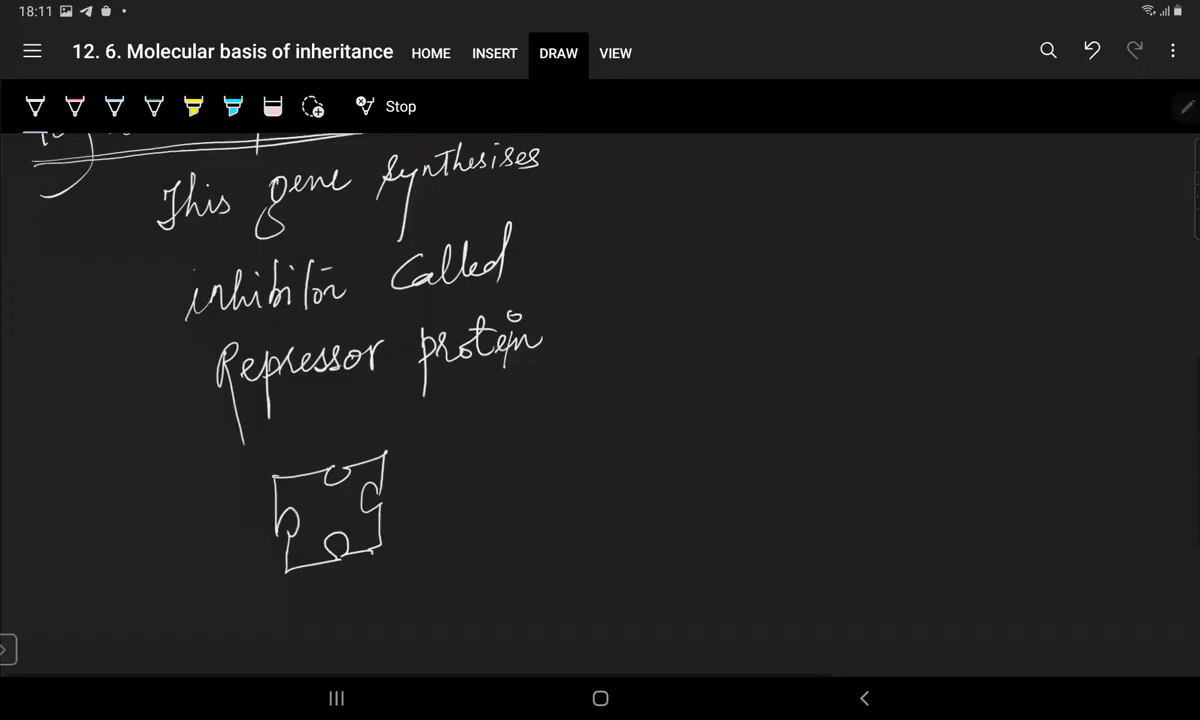 18:11
12. 6. Molecular basis of inheritance HOME INSERT DRAW VIEW
Stop
This gene synthesises
inhibitor Called
Repressor protein